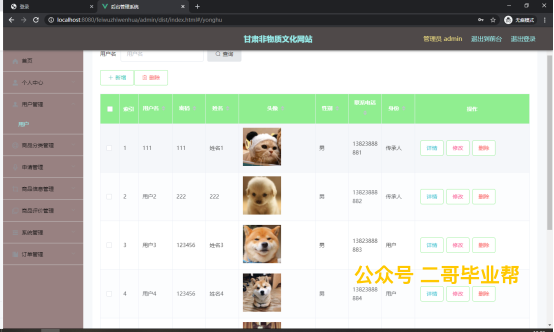 登录
后台管理系统
localhost:8080/feiwuzhiwenhua/admin/dist/index.html#/yonghu
无痕模式
甘肃非物质文化网站
管理员 admin
退出到前台
退出登录
首页
个人中心
用户管理
用户
商品分类管理
申请管理
商品信息管理
商品评价管理
系统管理
订单管理
用户名
用户名
查询
+ 新增
删除
索引 用户名 密码 姓名 头像 性别 联系电话 身份 操作
1 111 111 姓名1 男 13823888881 传承人 详情 修改 删除
2 用户2 222 222 男 13823888882 传承人 详情 修改 删除
3 用户3 123456 姓名3 男 13823888883 用户 详情 修改 删除
4 用户4 123456 姓名4 男 13823888884 用户 详情 修改 删除
公众号 二哥毕业帮